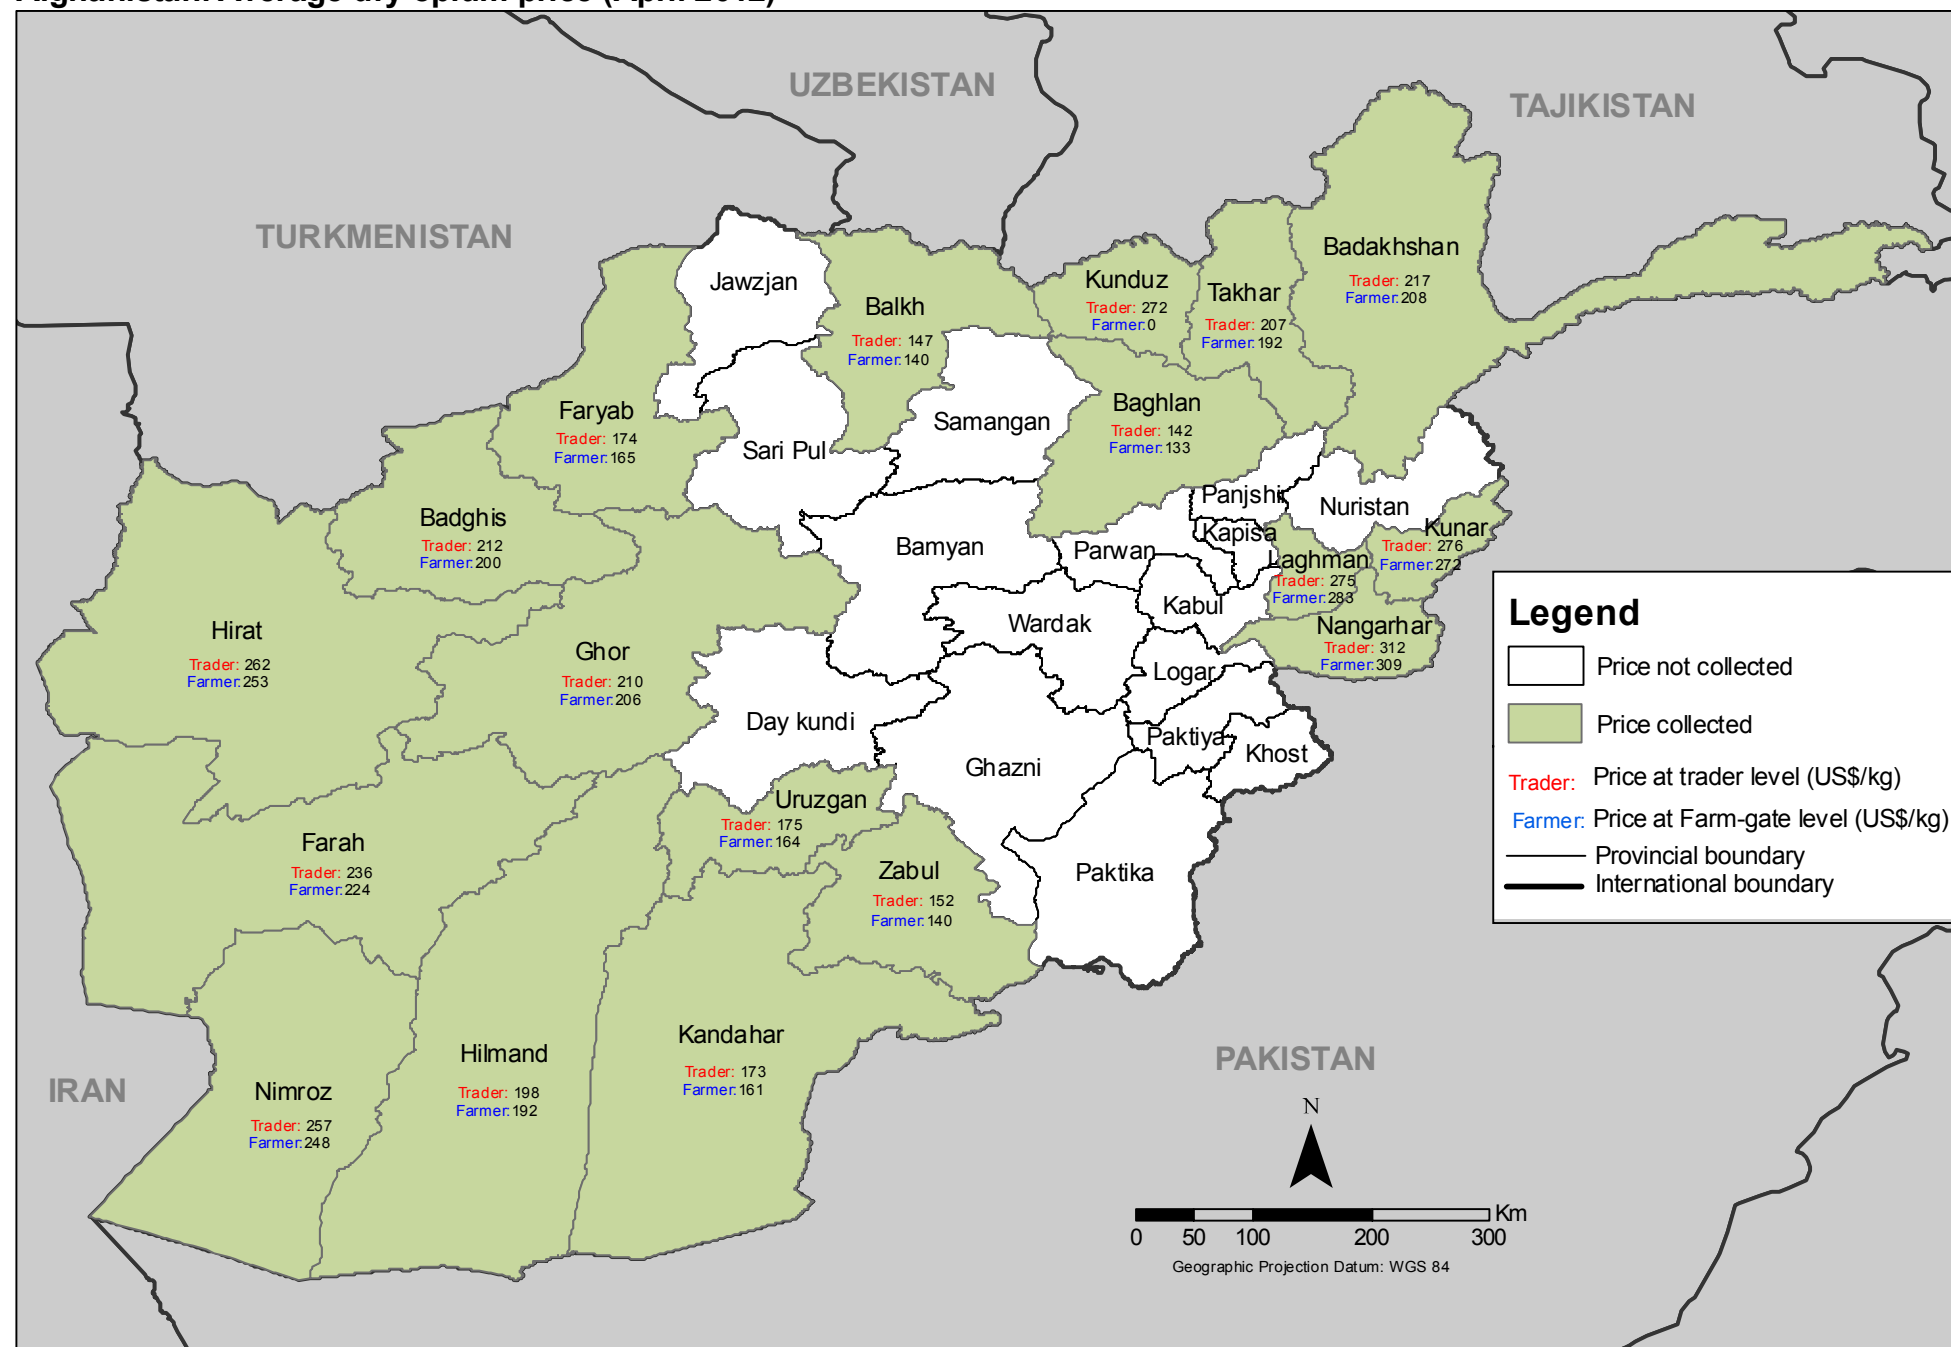 Afghanistan: Average dry opium price (April 2012)
UZBEKISTAN
TAJIKISTAN
TURKMENISTAN
Badakhshan
Trader: 217
Farmer:208
Jawzjan
Kunduz
Trader: 272
Farmer:0
Takhar
Trader: 207
Farmer:192
Balkh
Trader: 147
Farmer:140
Faryab
Trader: 174
Farmer:165
Sari Pul
Samangan
Baghlan
Trader: 142
Farmer:133
Badghis
Trader: 212
Farmer:200
Bamyan
Panjshir
Nuristan
Kapisa
Kunar
Trader: 276
Farmer:272
Parwan
Laghman
Trader: 275
Farmer:283
Kabul
Wardak
Nangarhar
Trader: 312
Farmer:309
Hirat
Trader: 262
Farmer:253
Ghor
Trader: 210
Farmer:206
Logar
Day kundi
Paktiya
Khost
Ghazni
Uruzgan
Trader: 175
Farmer:164
Farah
Trader: 236
Farmer:224
Zabul
Trader: 152
Farmer:140
Paktika
Kandahar
Trader: 173
Farmer:161
Hilmand
Trader: 198
Farmer:192
Nimroz
Trader: 257
Farmer:248
IRAN
PAKISTAN
Legend
Price not collected
Price collected
Trader: Price at trader level (US$/kg)
Farmer: Price at Farm-gate level (US$/kg)
Provincial boundary
International boundary
N
Km
0 50 100 200 300
Geographic Projection Datum: WGS 84